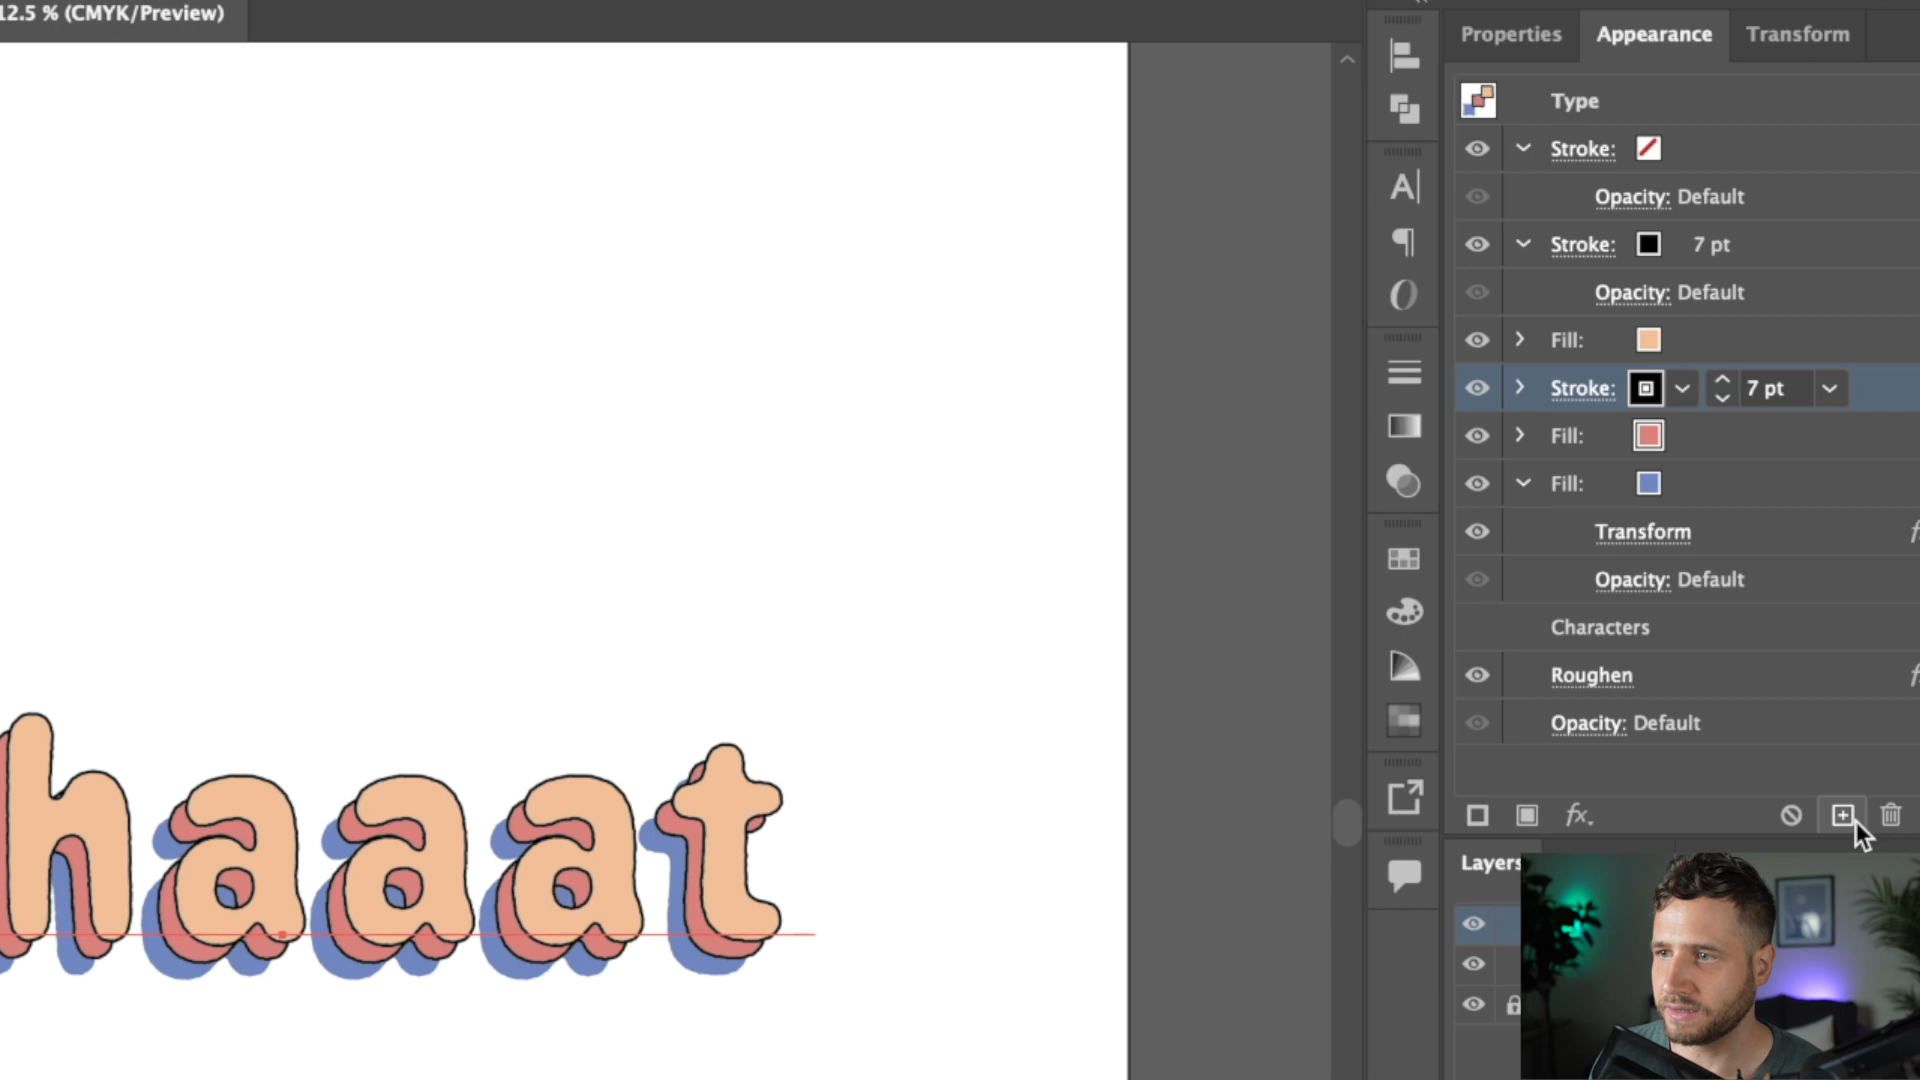 12.5 % (CMYK/Preview)
Properties
Appearance
Transform
Type
Stroke:
Opacity: Default
Stroke: 7 pt
Opacity: Default
Fill:
Stroke: 7 pt
Fill:
Fill:
Transform
Opacity: Default
Characters
Roughen
Opacity: Default
fx.
Layers
haaat